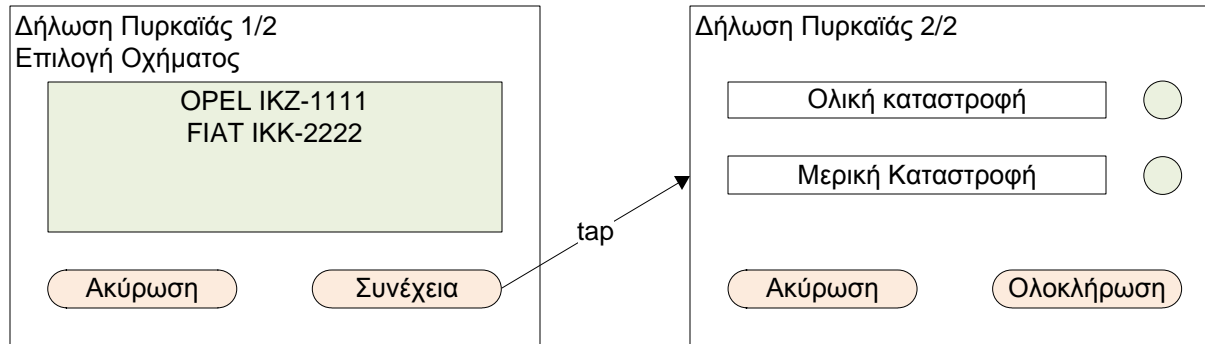 Δήλωση Πυρκαϊάς 1/2
Επιλογή Οχήματος
OPEL IKZ-1111
FIAT IKK-2222
Ακύρωση
Συνέχεια
tap
Δήλωση Πυρκαϊάς 2/2
Ολική καταστροφή
Μερική Καταστροφή
Ακύρωση
Ολοκλήρωση